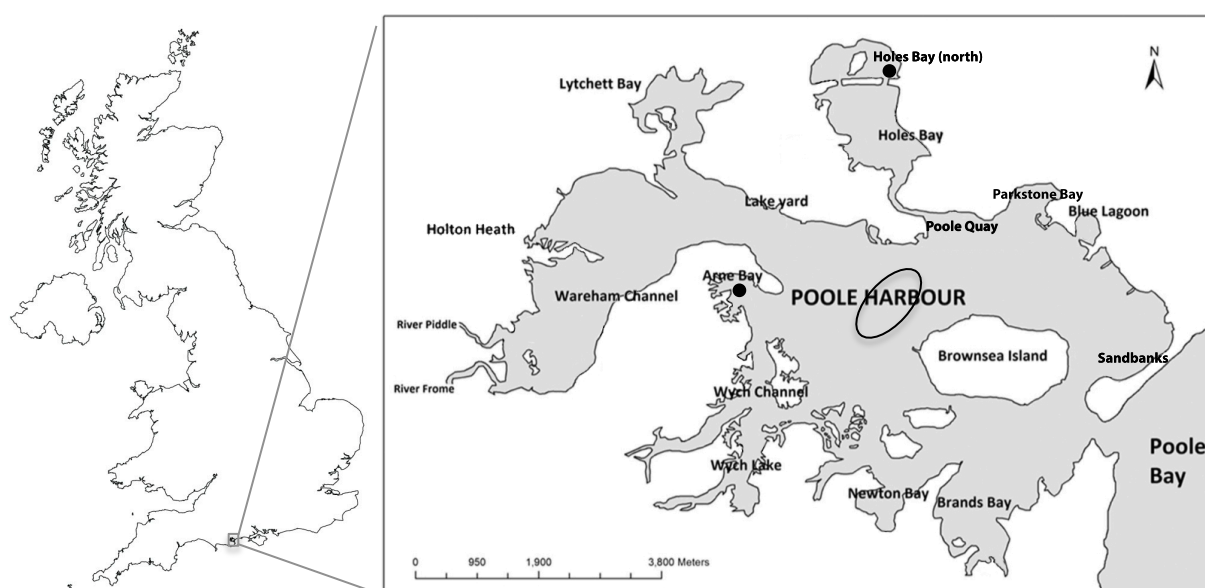 Holes Bay (north)
N
Lytchett Bay
Holes Bay
Parkstone Bay
Lake yard
Blue Lagoon
Poole Quay
Holton Heath
Arne Bay
Wareham Channel
POOLE HARBOUR
River Piddle
Brownsea Island
Sandbanks
River Frome
Wych Channel
Poole
Bay
Wych Lake
Newton Bay
Brands Bay
0 950 1,900 3,800 Meters